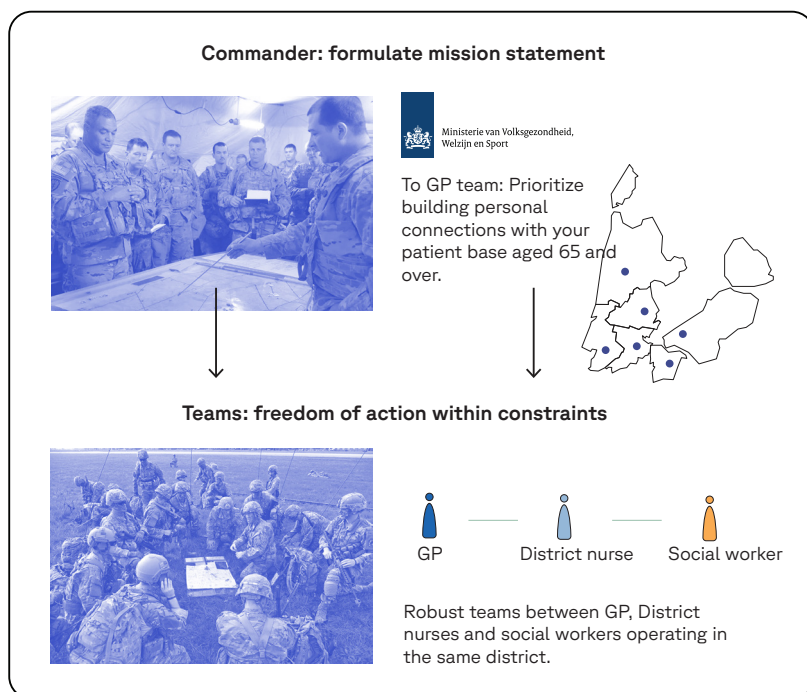 Commander: formulate mission statement
Ministerie van Volksgezondheid,
Welzijn en Sport
To GP team: Prioritize
building personal
connections with your
patient base aged 65 and
over.
Teams: freedom of action within constraints
GP
District nurse
Social worker
Robust teams between GP, District
nurses and social workers operating in
the same district.